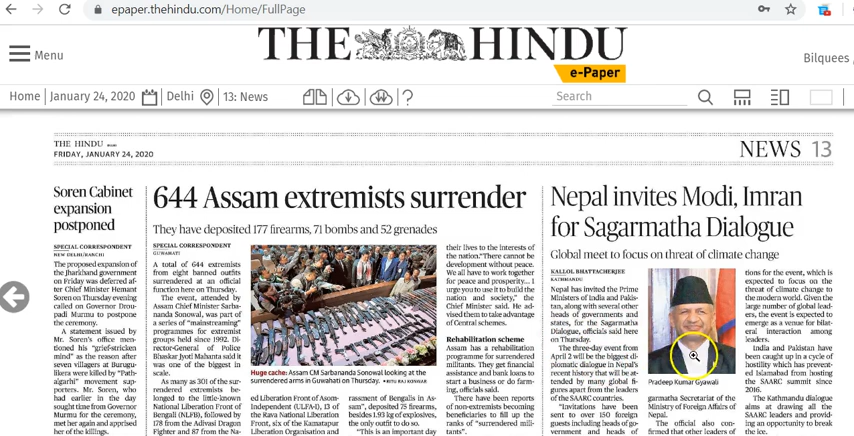 epaper.thehindu.com/Home/FullPage
Menu
THE HINDU
e-Paper
Bilquees
Home
January 24, 2020
Delhi
13: News
Search
THE HINDU
FRIDAY, JANUARY 24, 2020
NEWS 13
Soren Cabinet
expansion
postponed
SPECIAL CORRESPONDENT
NEW DELHI/RANCHI
The proposed expansion of
the Jharkhand government
on Friday was deferred af-
ter Chief Minister Hemant
Soren on Thursday evening
called on Governor Drou-
padi Murmu to postpone
the ceremony.
A statement issued by
Mr. Soren's office men-
tioned his "grief-stricken
mind" as the reason after
seven villagers at Burugu-
likera were killed by "Path-
algarhi" movement sup-
porters. Mr. Soren, who
had earlier in the day
sought time from Governor
Murmu for the ceremony,
met her again and apprised
her of the killings.
644 Assam extremists surrender
They have deposited 177 firearms, 71 bombs and 52 grenades
SPECIAL CORRESPONDENT
GUWAHATI
A total of 644 extremists
from eight banned outfits
surrendered at an official
function here on Thursday.
The event, attended by
Assam Chief Minister Sarba-
nanda Sonowal, was part of
a series of "mainstreaming"
programmes for extremist
groups held since 1992. Di-
rector-General of Police
Bhaskar Jyoti Mahanta said it
was one of the biggest in
scale.
As many as 301 of the sur-
rendered extremists be-
longed to the little-known
National Liberation Front of
Bengali (NLFB), followed by
178 from the Adivasi Dragon
Fighter and 87 from the Na-
Huge cache: Assam CM Sarbananda Sonowal looking at the
surrendered arms in Guwahati on Thursday. RITU RAJ KONWAR
ed Liberation Front of Asom-
Independent (ULFA-I), 13 of
the Rava National Liberation
Front, six of the Kamatapur
Liberation Organisation and
rassment of Bengalis in As-
sam", deposited 75 firearms,
besides 1.93 kg of explosives,
the only outfit to do so.
"This is an important day
their lives to the interests of
the nation."There cannot be
development without peace.
We all have to work together
for peace and prosperity... I
urge you to use it to build the
nation and society," the
Chief Minister said. He ad-
vised them to take advantage
of Central schemes.
Rehabilitation scheme
Assam has a rehabilitation
programme for surrendered
militants. They get financial
assistance and bank loans to
start a business or do farm-
ing, officials said.
There have been reports
of non-extremists becoming
beneficiaries to fill up the
ranks of "surrendered mili-
tants".
Nepal invites Modi, Imran
for Sagarmatha Dialogue
Global meet to focus on threat of climate change
KALLOL BHATTACHERJEE
KATHMANDU
Nepal has invited the Prime
Ministers of India and Pakis-
tan, along with several other
heads of governments and
states, for the Sagarmatha
Dialogue, officials said here
on Thursday.
The three-day event from
April 2 will be the biggest di-
plomatic dialogue in Nepal's
recent history that will be at-
tended by many global fi-
gures apart from the leaders
of the SAARC countries.
"Invitations have been
sent to over 150 foreign
guests including heads of go-
vernment and heads of
Pradeep Kumar Gyawali
garmatha Secretariat of the
Ministry of Foreign Affairs of
Nepal.
The official also con-
firmed that other leaders of
tions for the event, which is
expected to focus on the
threat of climate change to
the modern world. Given the
large number of global lead-
ers, the event is expected to
emerge as a venue for bilat-
eral interaction among
leaders.
India and Pakistan have
been caught up in a cycle of
hostility which has prevent-
ed Islamabad from hosting
the SAARC summit since
2016.
The Kathmandu dialogue
aims at drawing all the
SAARC leaders and provid-
ing an opportunity to break
the ice.